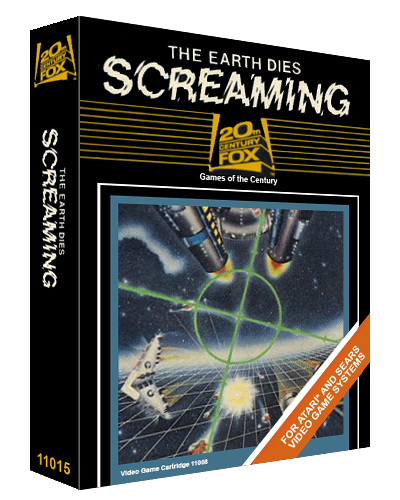 20th
CENTURY
FOX
THE EARTH DIES
SCREAMING
11015
THE EARTH DIES
SCREAMING
20th
CENTURY
FOX
Games of the Century
FOR ATARI® AND SEARS
VIDEO GAME SYSTEMS
Video Game Cartridge 11058